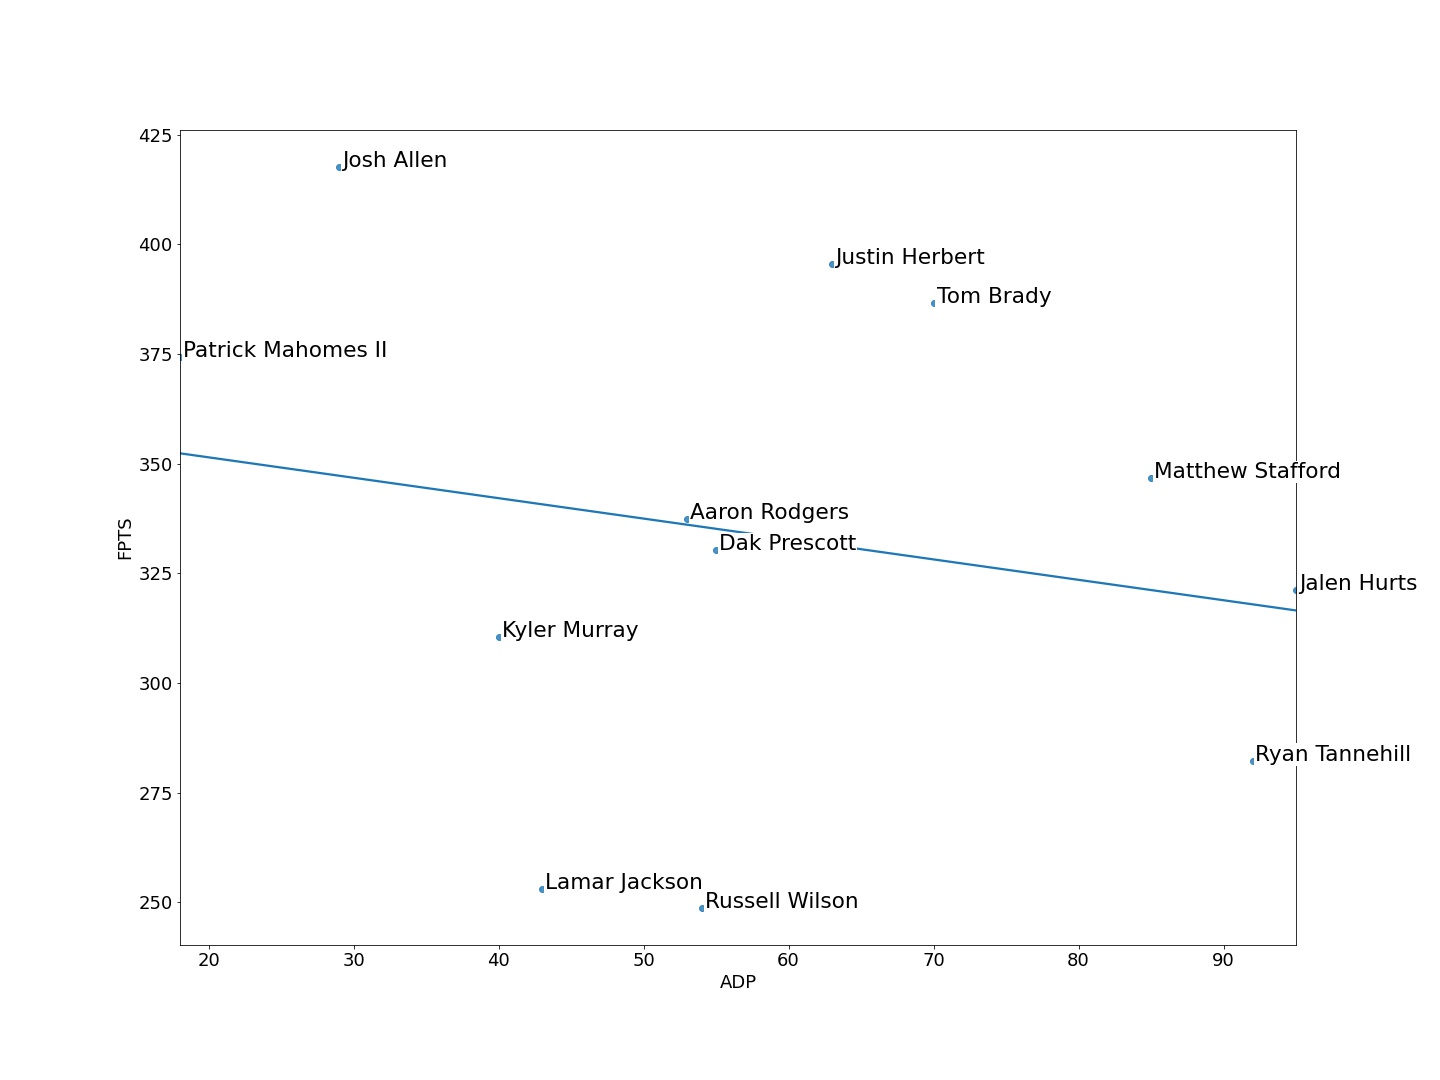 425
Josh Allen
400
Justin Herbert
Tom Brady
375
Patrick Mahomes II
350
Matthew Stafford
Aaron Rodgers
FPTS
Dak Prescott
325
Jalen Hurts
Kyler Murray
300
Ryan Tannehill
275
Lamar Jackson
Russell Wilson
250
20 30 40 50 60 70 80 90
ADP